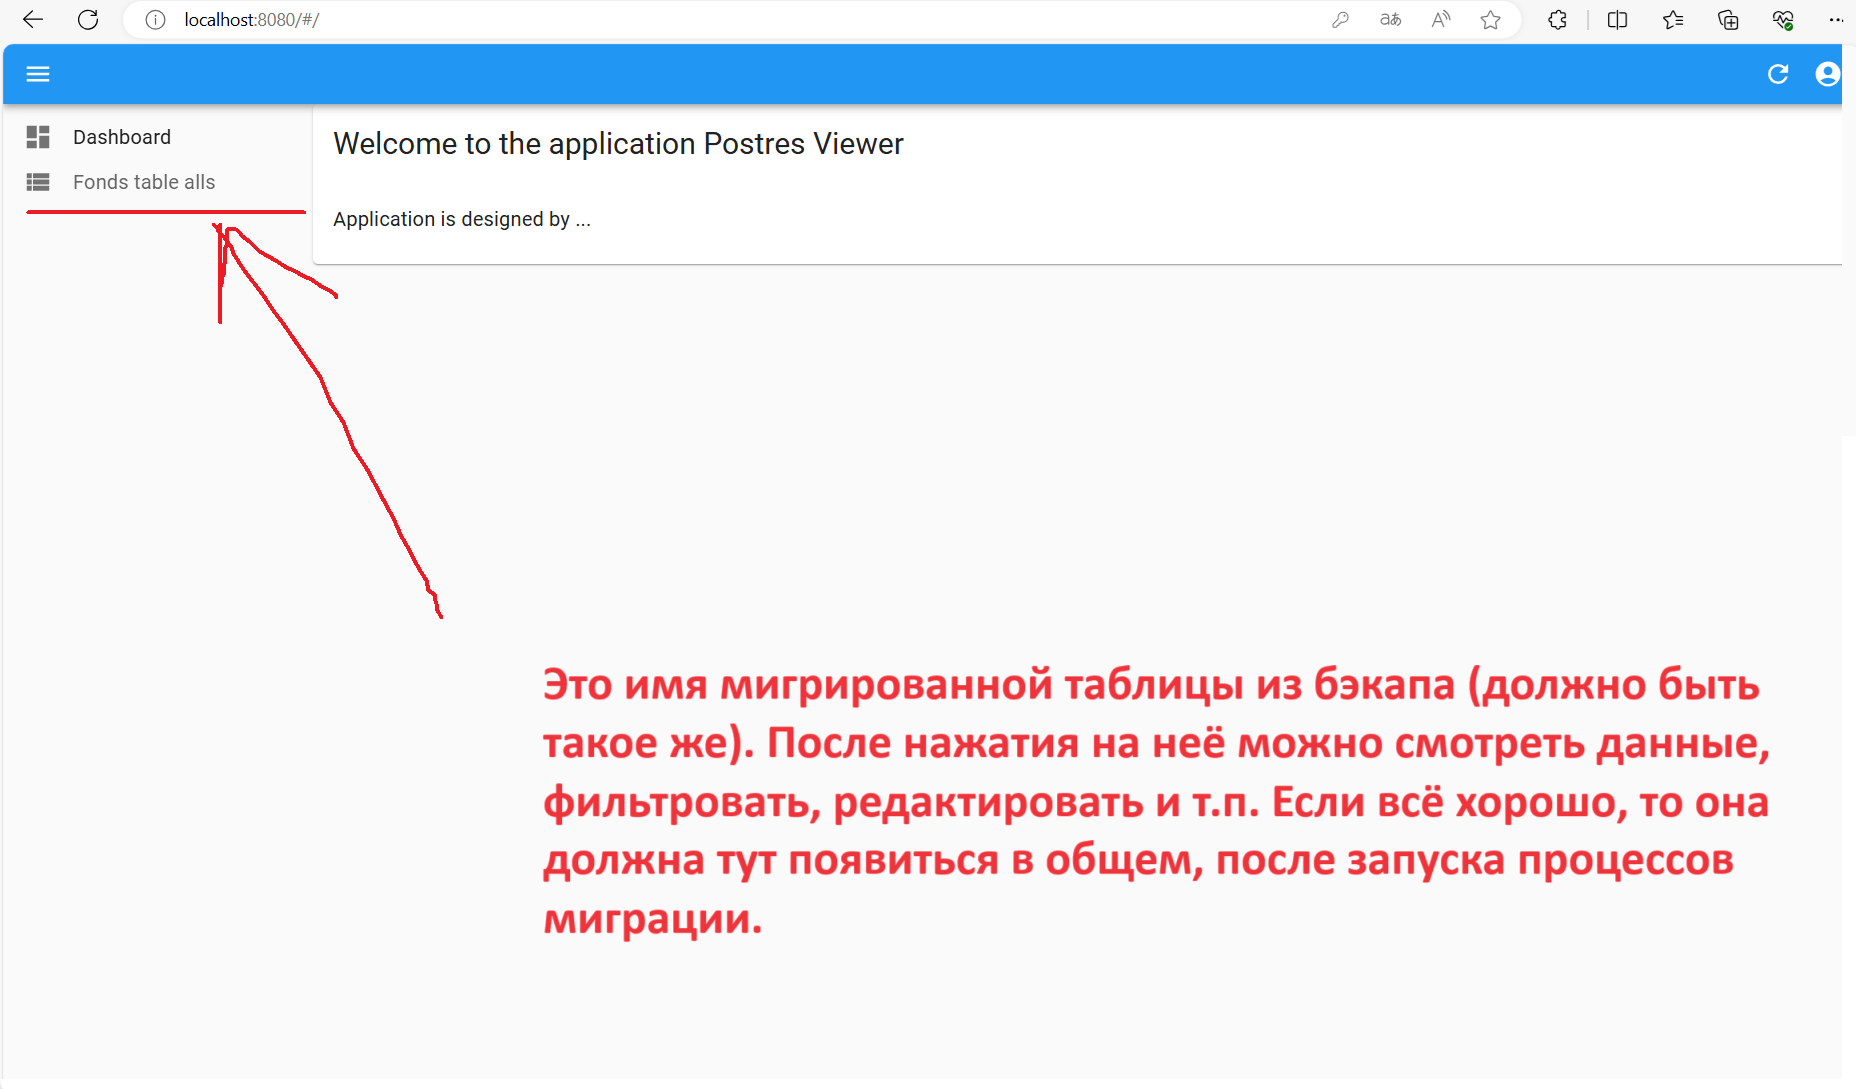 localhost:8080/#/
Dashboard
Fonds table alls
Welcome to the application Postres Viewer
Application is designed by ...
Это имя мигрированной таблицы из бэкапа (должно быть
такое же). После нажатия на неё можно смотреть данные,
фильтровать, редактировать и т.п. Если всё хорошо, то она
должна тут появиться в общем, после запуска процессов
миграции.